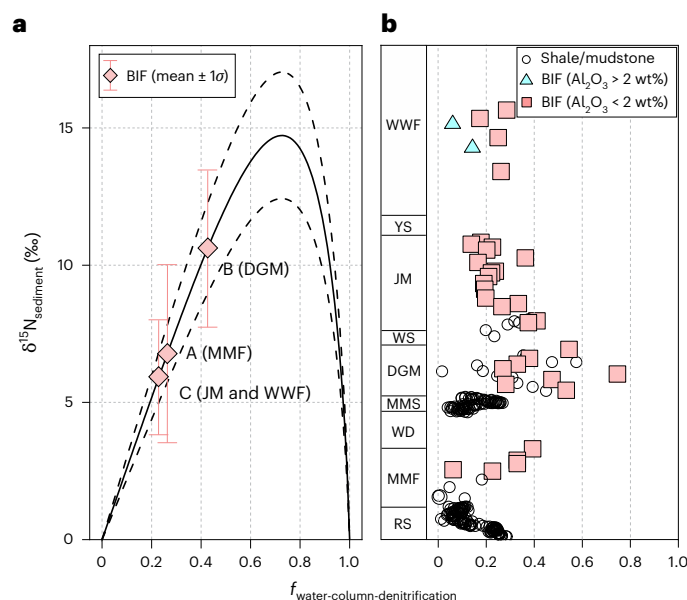 a
b
BIF (mean ± 1σ)
B (DGM)
A (MMF)
C (JM and WWF)
δ¹⁵N_sediment (‰)
15
10
5
0
0 0.2 0.4 0.6 0.8 1.0
Shale/mudstone
BIF (Al₂O₃ > 2 wt%)
BIF (Al₂O₃ < 2 wt%)
WWF
YS
JM
WS
DGM
MMS
WD
MMF
RS
0 0.2 0.4 0.6 0.8 1.0
f_water-column-denitrification